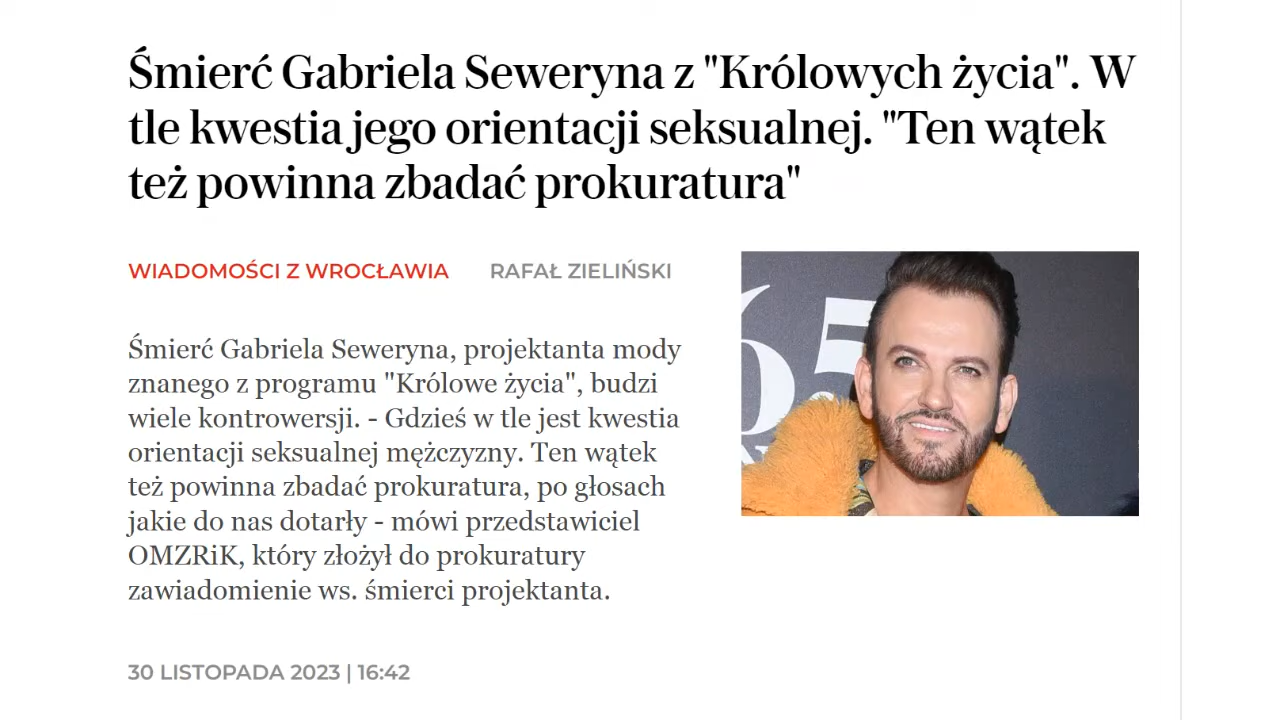 Śmierć Gabriela Seweryna z "Królowych życia". W
tle kwestia jego orientacji seksualnej. "Ten wątek
też powinna zbadać prokuratura"
WIADOMOŚCI Z WROCŁAWIA RAFAŁ ZIELIŃSKI
Śmierć Gabriela Seweryna, projektanta mody
znanego z programu "Królowe życia", budzi
wiele kontrowersji. - Gdzieś w tle jest kwestia
orientacji seksualnej mężczyzny. Ten wątek
też powinna zbadać prokuratura, po głosach
jakie do nas dotarły - mówi przedstawiciel
OMZRiK, który złożył do prokuratury
zawiadomienie ws. śmierci projektanta.
30 LISTOPADA 2023 | 16:42
65